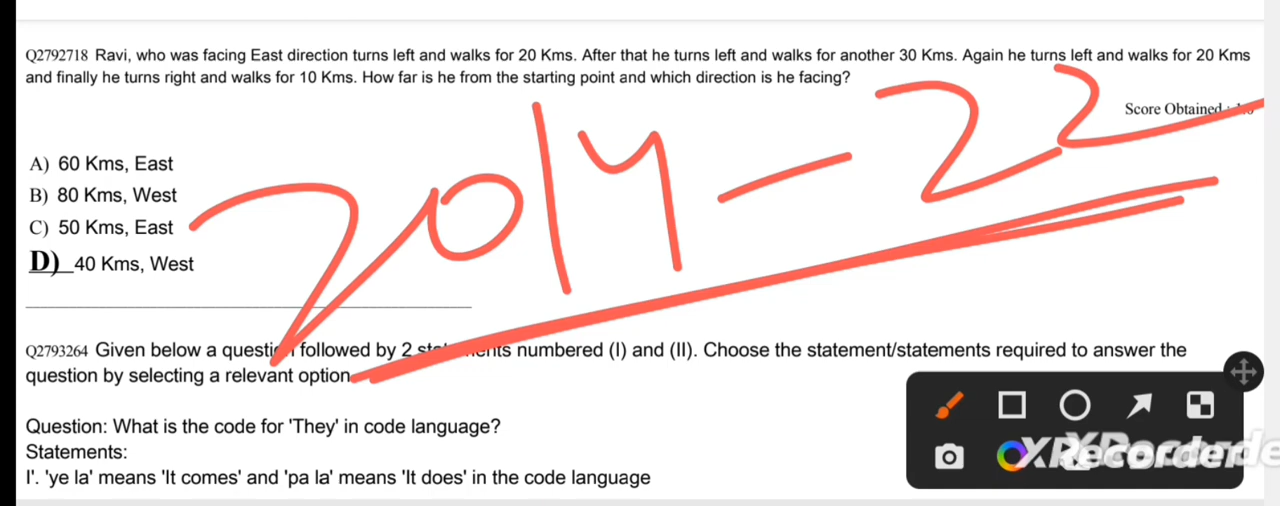 Q2792718 Ravi, who was facing East direction turns left and walks for 20 Kms. After that he turns left and walks for another 30 Kms. Again he turns left and walks for 20 Kms
and finally he turns right and walks for 10 Kms. How far is he from the starting point and which direction is he facing?
Score Obtained
A) 60 Kms, East
B) 80 Kms, West
C) 50 Kms, East
D) 40 Kms, West
2014-22
Q2793264 Given below a question followed by 2 statements numbered (I) and (II). Choose the statement/statements required to answer the
question by selecting a relevant option
Question: What is the code for 'They' in code language?
Statements:
I'. 'ye la' means 'It comes' and 'pa la' means 'It does' in the code language
XRecorder